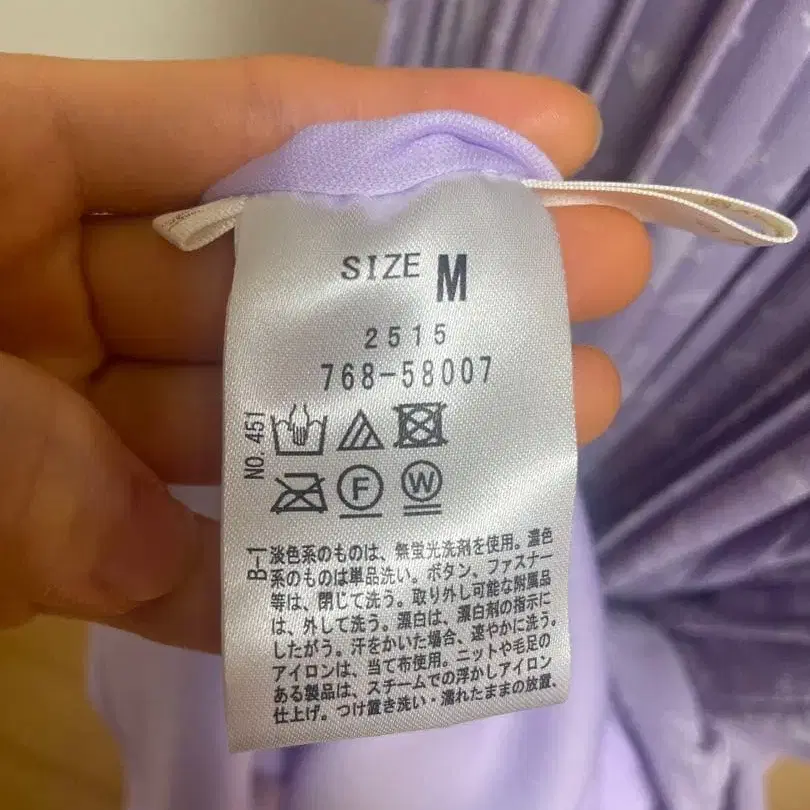 SIZE M
2515
768-58007
NO. 451
F
W
B-1
淡色系のものは、無蛍光洗剤を使用。濃色
系のものは単品洗い。ボタン、ファスナー
等は、閉じて洗う。取り外し可能な附属品
は、外して洗う。漂白は、漂白剤の指示に
したがう。汗をかいた場合、速やかに洗う。
アイロンは、当て布使用。ニットや毛足の
ある製品は、スチームでの浮かしアイロン
仕上げ。つけ置き洗い・濡れたままの放置、